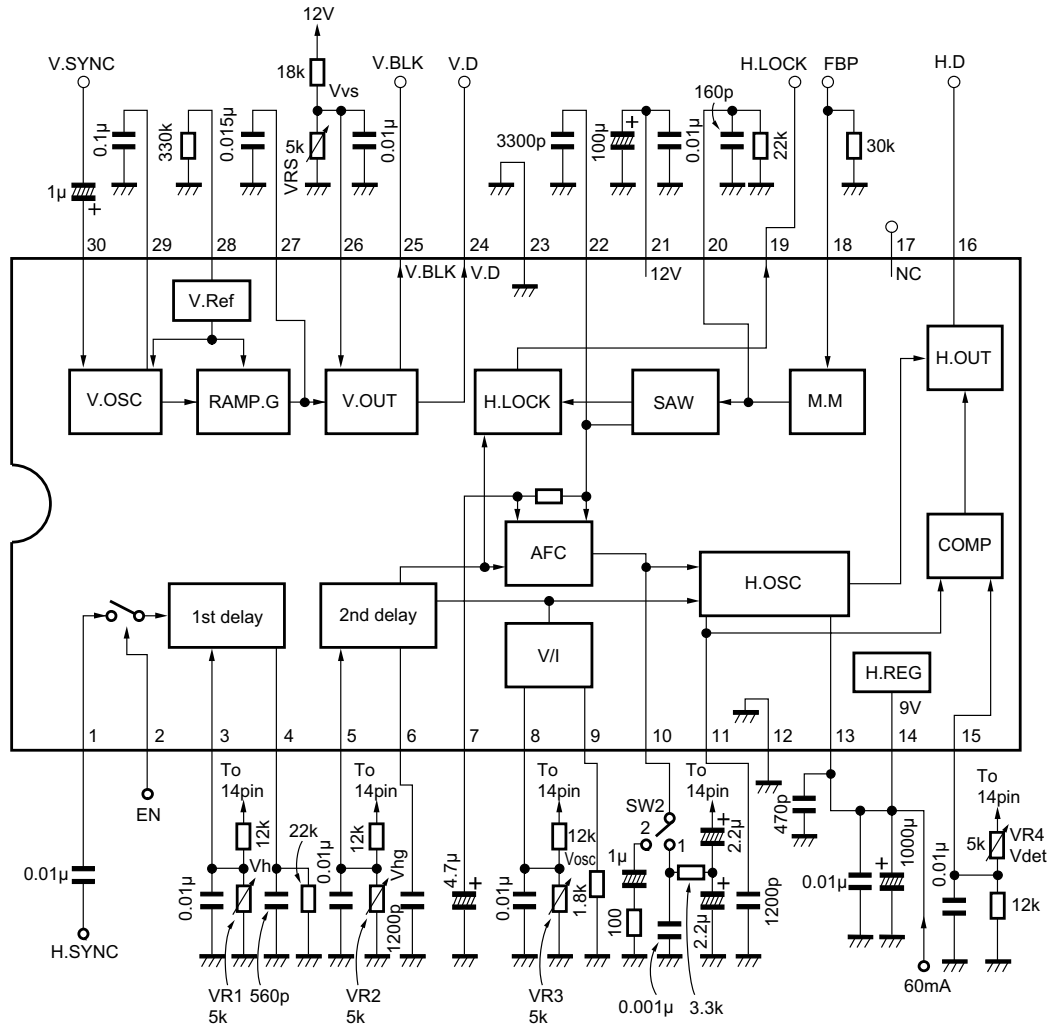 12V
V.SYNC
18k
Vvs
V.BLK
V.D
H.LOCK
FBP
H.D
160p
0.1μ
330k
0.015μ
5k
VRS
0.01μ
3300p
100μ
+
0.01μ
22k
30k
1μ
+
30 29 28 27 26 25 24 23 22 21 20 19 18 17 16
V.BLK
V.D
12V
NC
V.Ref
V.OSC
RAMP.G
V.OUT
H.LOCK
SAW
M.M
H.OUT
AFC
COMP
H.OSC
1st delay
2nd delay
V/I
H.REG
9V
1 2 3 4 5 6 7 8 9 10 11 12 13 14 15
EN
To
14pin
12k
22k
To
14pin
12k
To
14pin
12k
SW2
2
1
To
14pin
+
2.2μ
470p
To
14pin
5k
VR4
Vdet
0.01μ
H.SYNC
0.01μ
Vh
0.01μ
Vhg
1200p
4.7μ
+
0.01μ
Vosc
1.8k
1μ
100
+
2.2μ
1200p
0.01μ
+
1000μ
0.01μ
12k
VR1
5k
560p
VR2
5k
VR3
5k
0.001μ
3.3k
60mA